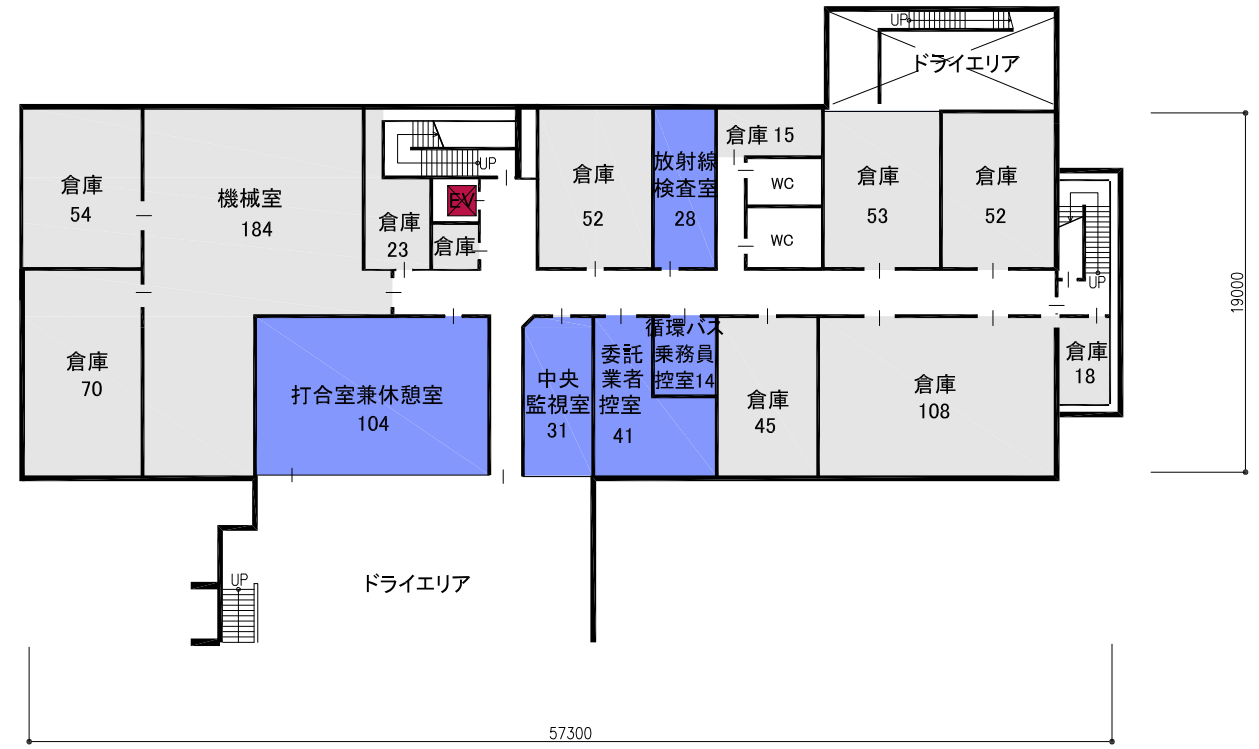 UP
ドライエリア
倉庫
54
機械室
184
UP
EV
倉庫
23
倉庫
倉庫
52
放射線
検査室
28
倉庫 15
WC
WC
倉庫
53
倉庫
52
UP
倉庫
70
打合室兼休憩室
104
中央
監視室
31
委託
業者
控室
41
循環バス
乗務員
控室14
倉庫
45
倉庫
108
倉庫
18
19000
UP
ドライエリア
57300